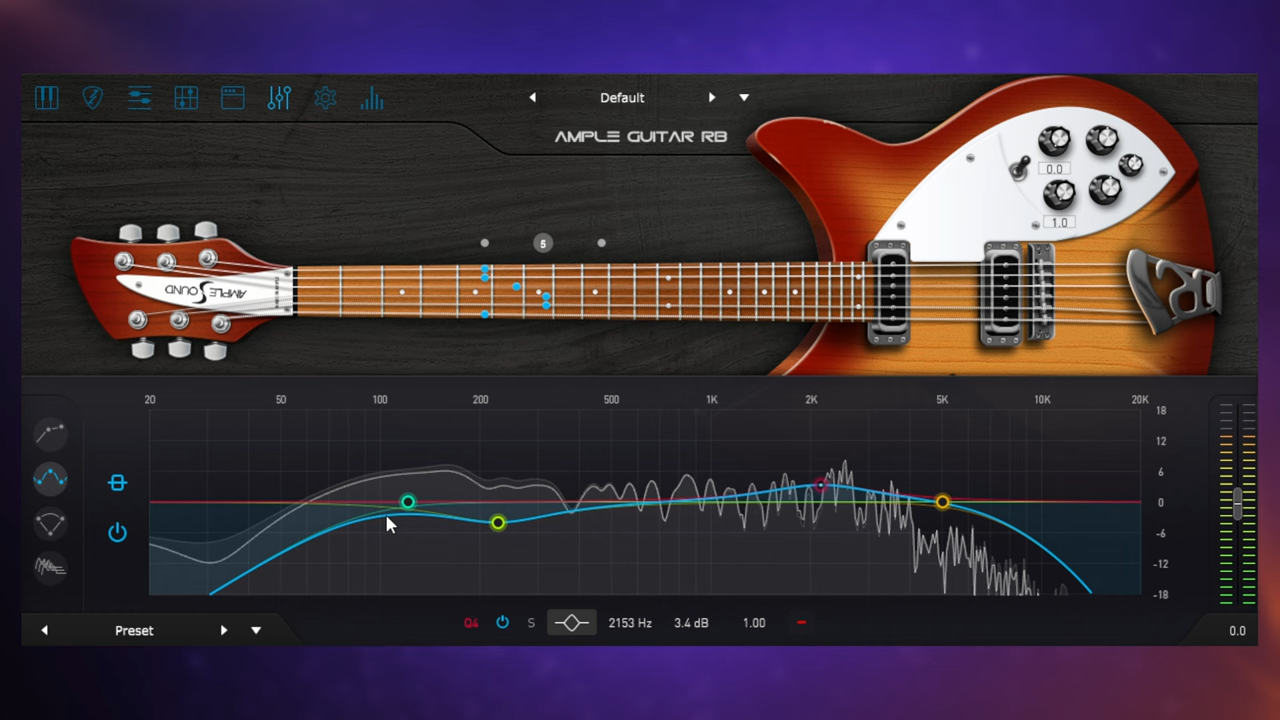 Default
AMPLE GUITAR RB
0.0
1.0
5
AMPLE SOUND
20 50 100 200 500 1K 2K 5K 10K 20K
18
12
6
0
-6
-12
-18
Q4 S 2153 Hz 3.4 dB 1.00
Preset
0.0